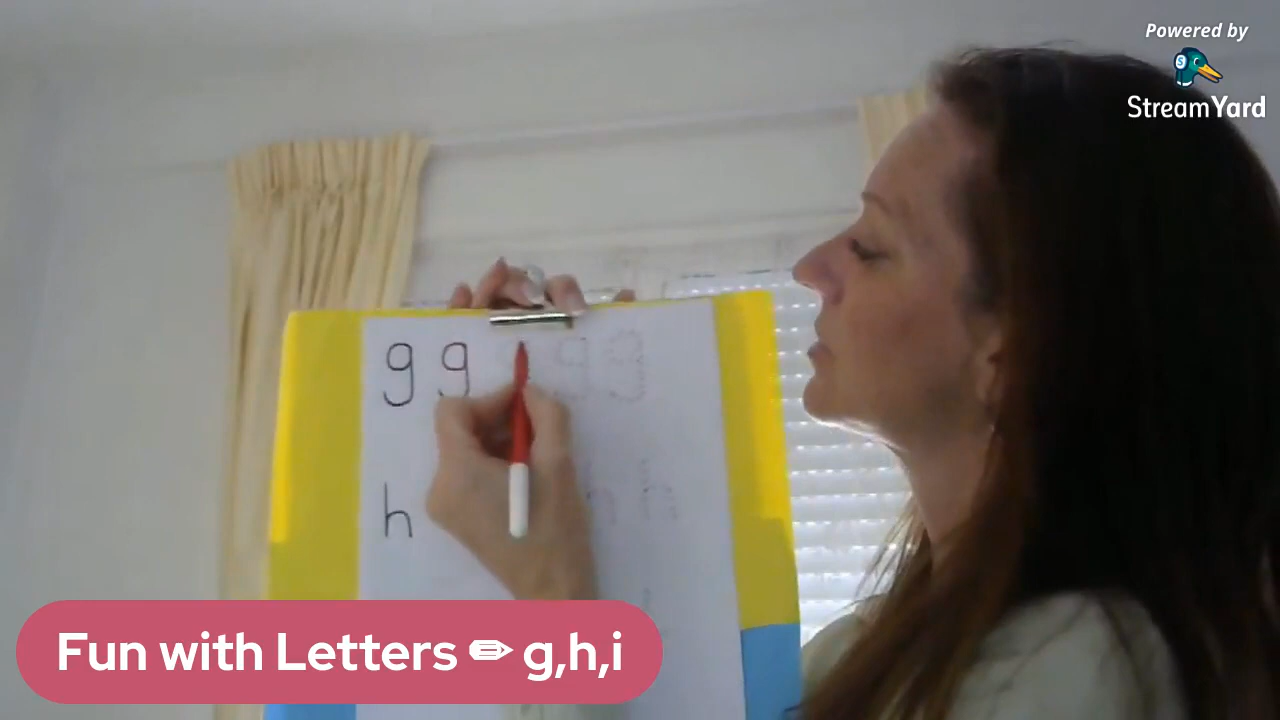 Powered by
StreamYard
g g g g
h h h
Fun with Letters ✏ g,h,i